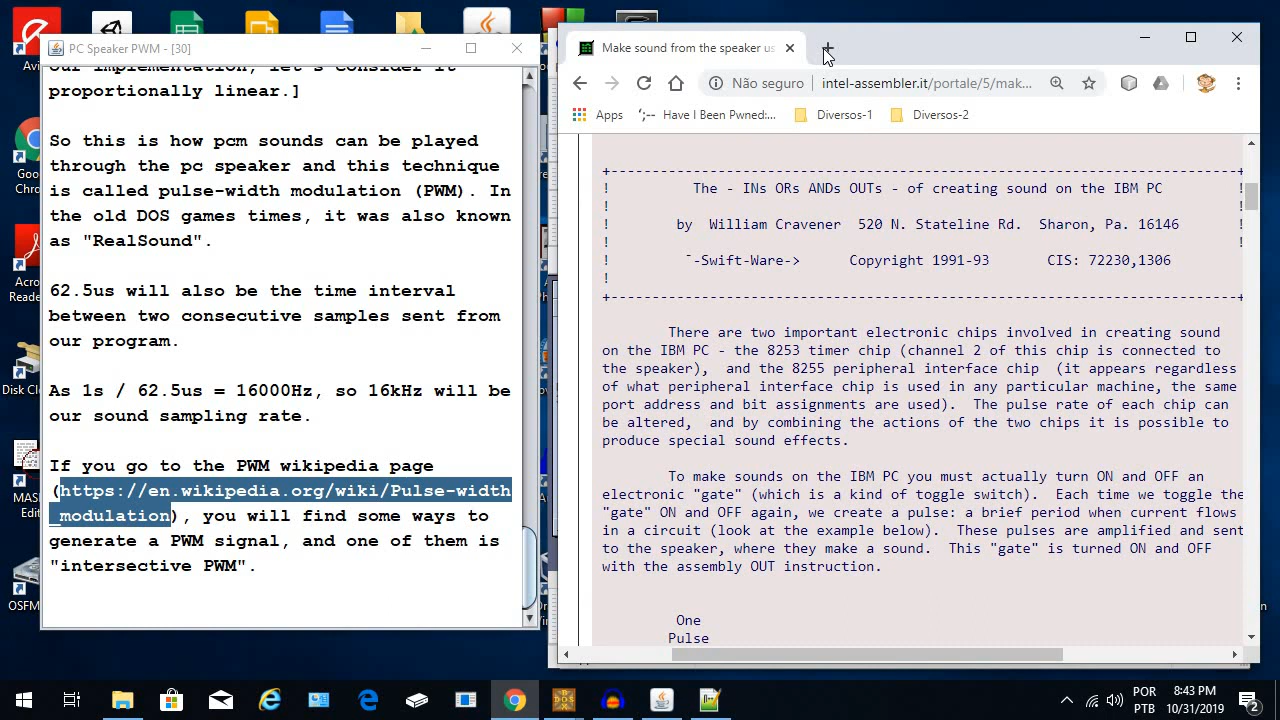 Avi
Goo
Chro
Acro
Reade
Disk Cle
MAS
Edit
OSFM
PC Speaker PWM - [30]
our implementation, let's consider it
proportionally linear.]
So this is how pcm sounds can be played
through the pc speaker and this technique
is called pulse-width modulation (PWM). In
the old DOS games times, it was also known
as "RealSound".
62.5us will also be the time interval
between two consecutive samples sent from
our program.
As 1s / 62.5us = 16000Hz, so 16kHz will be
our sound sampling rate.
If you go to the PWM wikipedia page
(https://en.wikipedia.org/wiki/Pulse-width
_modulation), you will find some ways to
generate a PWM signal, and one of them is
"intersective PWM".
Make sound from the speaker us
Não seguro intel-assembler.it/portale/5/mak...
Apps Have I Been Pwned:... Diversos-1 Diversos-2
The - INs ORs ANDs OUTs - of creating sound on the IBM PC
by William Cravener 520 N. Stateline Rd. Sharon, Pa. 16146
-Swift-Ware-> Copyright 1991-93 CIS: 72230,1306
There are two important electronic chips involved in creating sound
on the IBM PC - the 8253 timer chip (channel 2 of this chip is connected to
the speaker), and the 8255 peripheral interface chip (it appears regardless
of what peripheral interface chip is used in any particular machine, the same
port address and bit assignments are used). The pulse rate of each chip can
be altered, and by combining the actions of the two chips it is possible to
produce special sound effects.
To make sounds on the IBM PC you must actually turn ON and OFF an
electronic "gate" (which is a kind of toggle switch). Each time we toggle the
"gate" ON and OFF again, we create a pulse: a brief period when current flows
in a circuit (look at the example below). These pulses are amplified and sent
to the speaker, where they make a sound. This "gate" is turned ON and OFF
with the assembly OUT instruction.
One
Pulse
POR
PTB
8:43 PM
10/31/2019
2